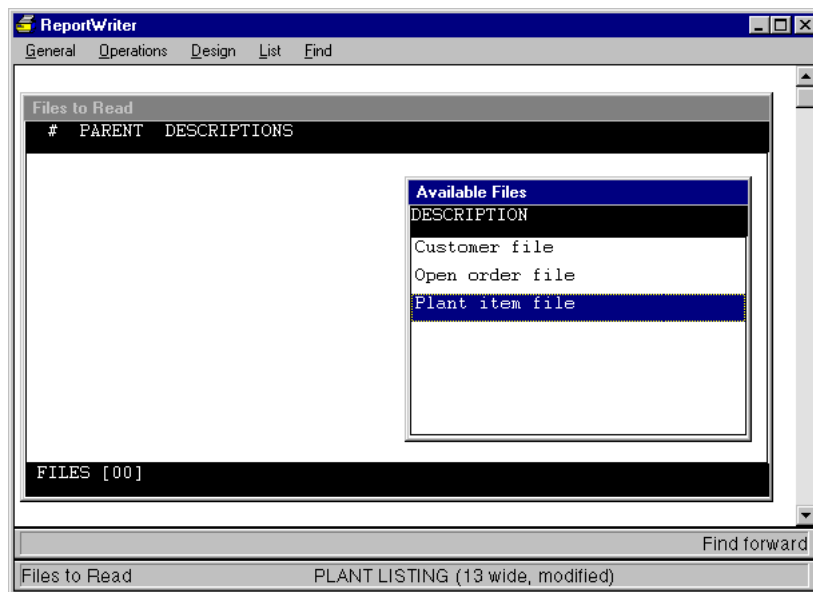 ReportWriter
General Operations Design List Find
Files to Read
# PARENT DESCRIPTIONS
Available Files
DESCRIPTION
Customer file
Open order file
Plant item file
FILES [00]
Find forward
Files to Read PLANT LISTING (13 wide, modified)